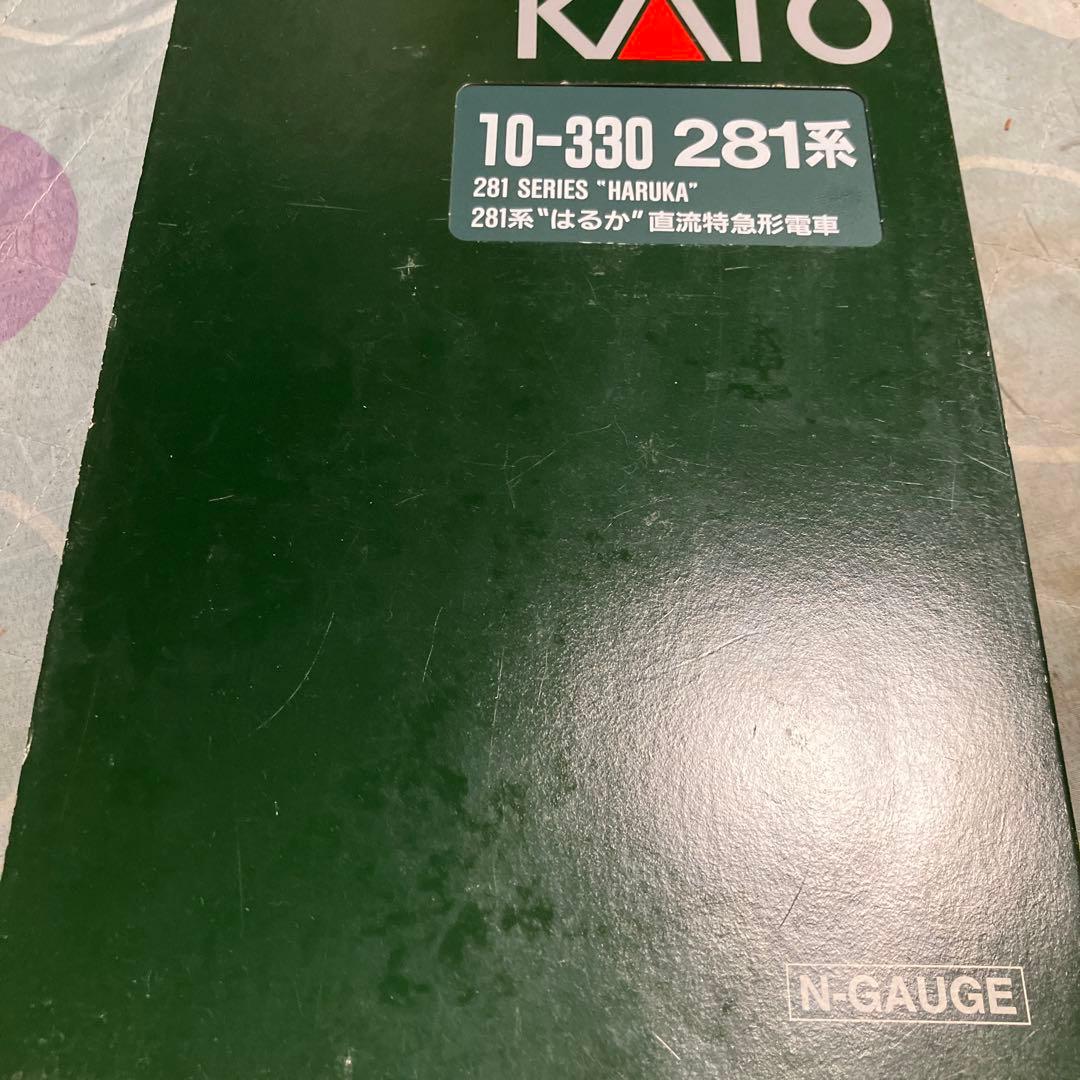 KATO
10-330 281系
281 SERIES "HARUKA"
281系"はるか"直流特急形電車
N-GAUGE